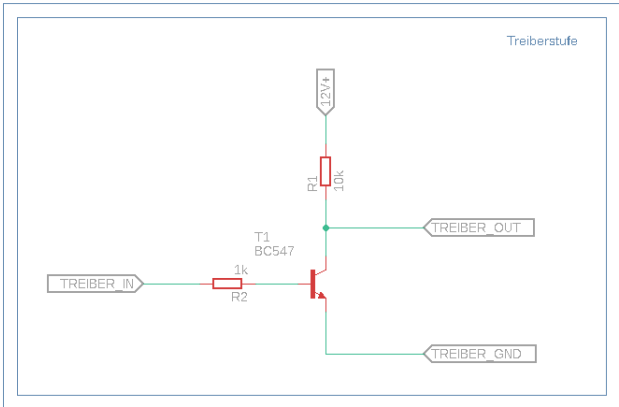 Treiberstufe
12V+
R1
10k
TREIBER_OUT
T1
BC547
1k
TREIBER_IN
R2
TREIBER_GND